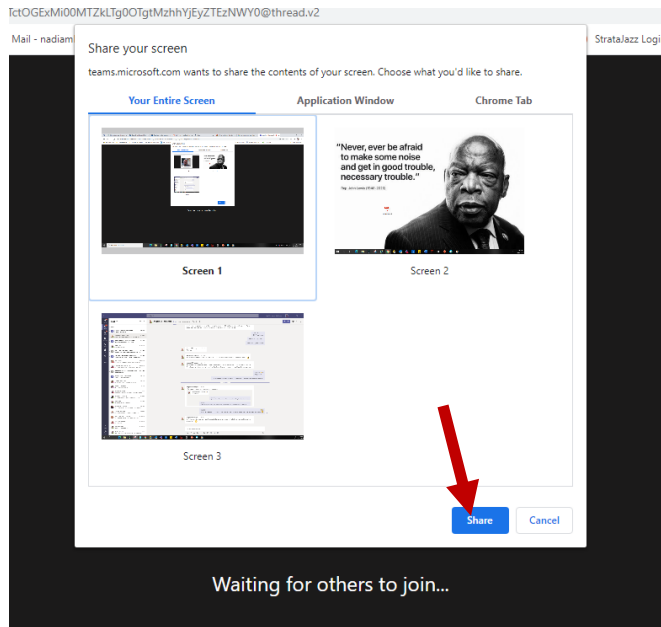 TctOGExMi00MTZkLTg0OTgtMzhhYjEyZTEzNWY0@thread.v2
Mail - nadiam
StrataJazz Logi
Share your screen
teams.microsoft.com wants to share the contents of your screen. Choose what you'd like to share.
Your Entire Screen
Application Window
Chrome Tab
"Never, ever be afraid
to make some noise
and get in good trouble,
necessary trouble."
Screen 1
Screen 2
Screen 3
Share
Cancel
Waiting for others to join...